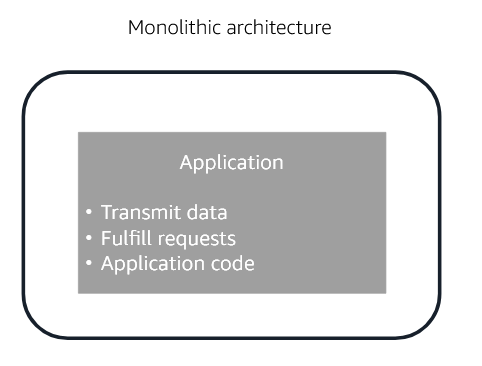 Monolithic architecture
Application
• Transmit data
• Fulfill requests
• Application code